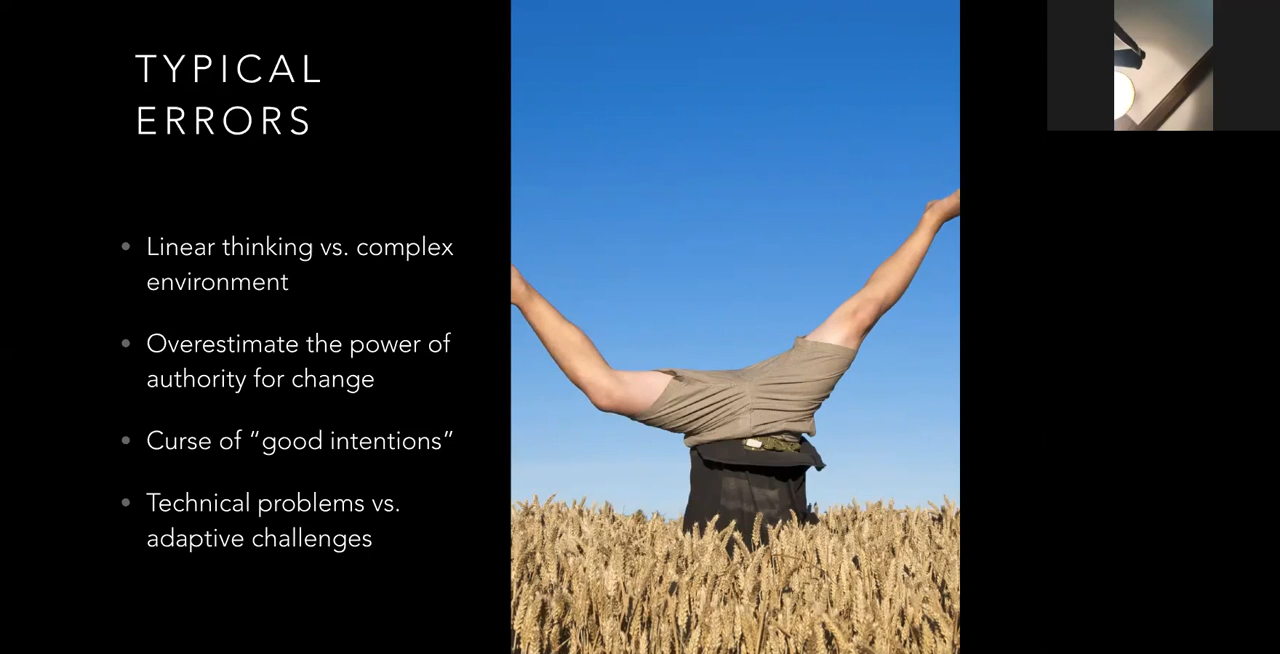 TYPICAL
ERRORS
Linear thinking vs. complex
environment
Overestimate the power of
authority for change
Curse of “good intentions”
Technical problems vs.
adaptive challenges